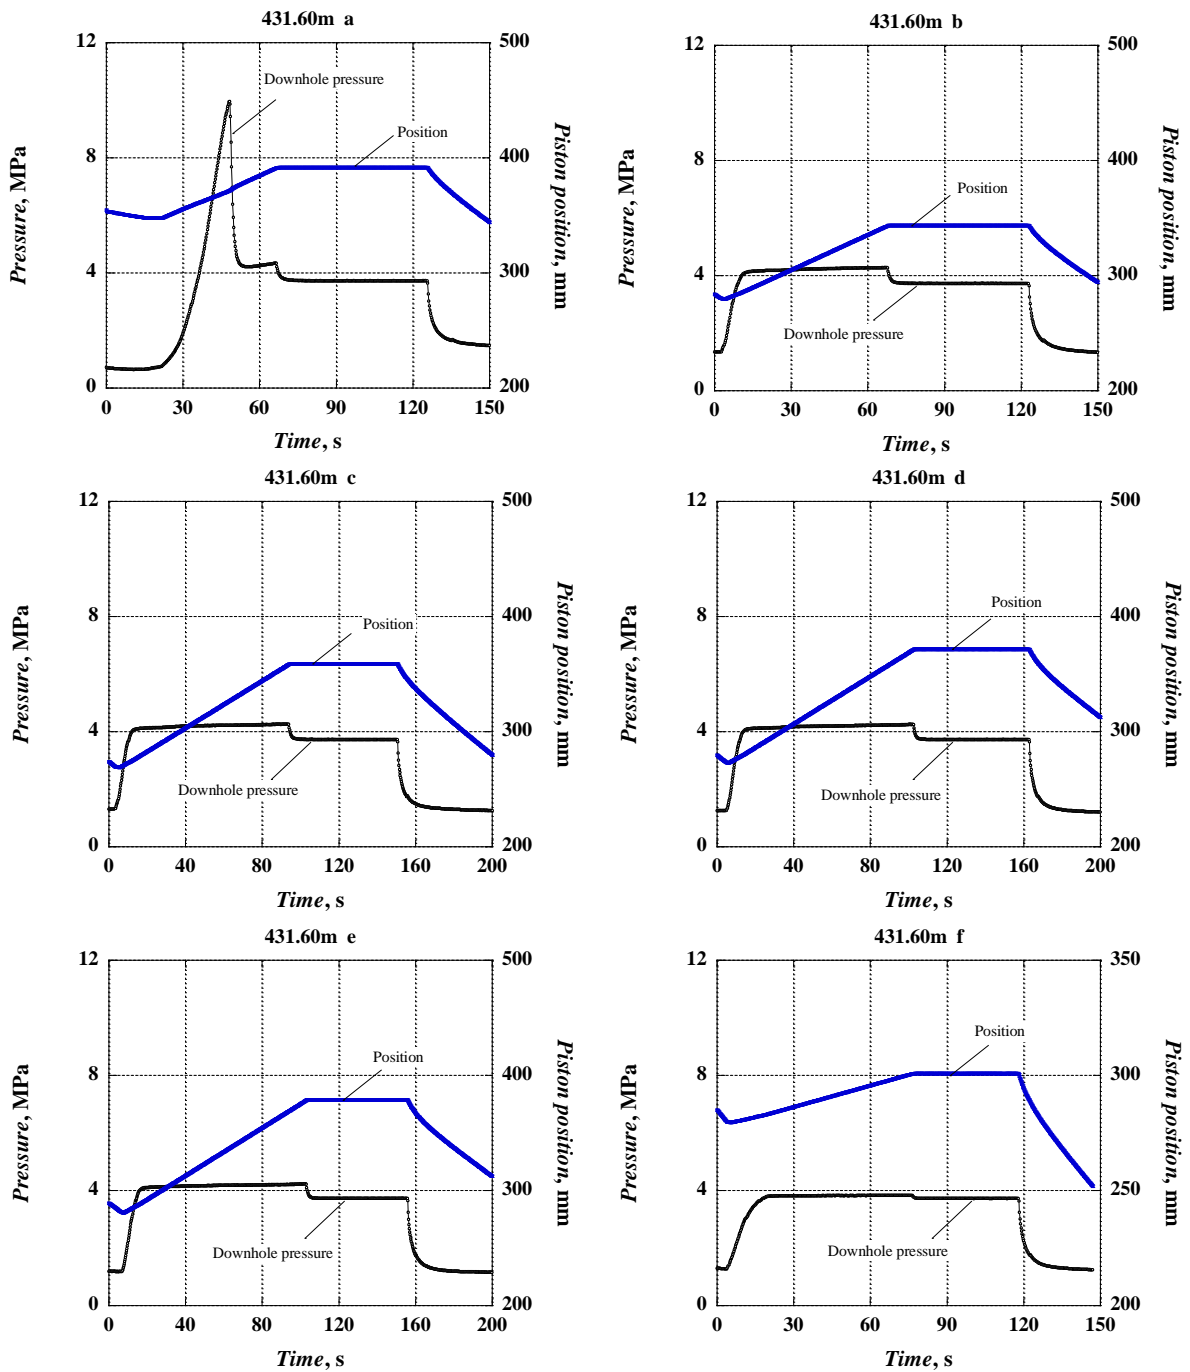 431.60m a
12
8
4
0
500
400
300
200
0 30 60 90 120 150
Pressure, MPa
Piston position, mm
Time, s
Downhole pressure
Position
431.60m b
12
8
4
0
500
400
300
200
0 30 60 90 120 150
Pressure, MPa
Piston position, mm
Time, s
Position
Downhole pressure
431.60m c
12
8
4
0
500
400
300
200
0 40 80 120 160 200
Pressure, MPa
Piston position, mm
Time, s
Position
Downhole pressure
431.60m d
12
8
4
0
500
400
300
200
0 40 80 120 160 200
Pressure, MPa
Piston position, mm
Time, s
Position
Downhole pressure
431.60m e
12
8
4
0
500
400
300
200
0 40 80 120 160 200
Pressure, MPa
Piston position, mm
Time, s
Position
Downhole pressure
431.60m f
12
8
4
0
350
300
250
200
0 30 60 90 120 150
Pressure, MPa
Piston position, mm
Time, s
Position
Downhole pressure